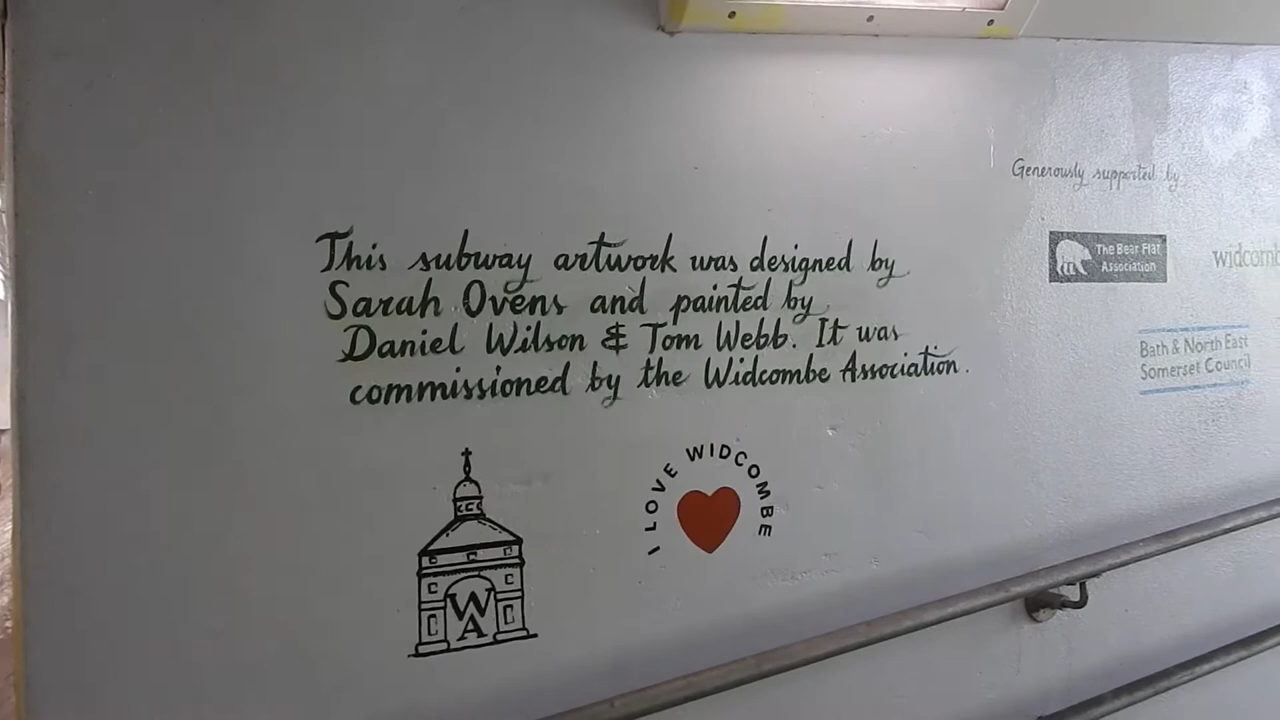 This subway artwork was designed by
Sarah Ovens and painted by
Daniel Wilson & Tom Webb. It was
commissioned by the Widcombe Association.
I LOVE WIDCOMBE
WA
Generously supported by
The Bear Flat
Association
widcomb
Bath & North East
Somerset Council